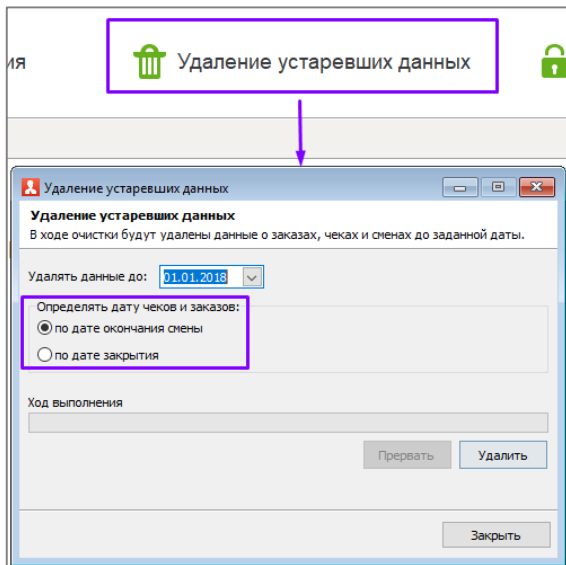 ия
Удаление устаревших данных
Удаление устаревших данных
Удаление устаревших данных
В ходе очистки будут удалены данные о заказах, чеках и сменах до заданной даты.
Удалять данные до: 01.01.2018
Определять дату чеков и заказов:
по дате окончания смены
по дате закрытия
Ход выполнения
Прервать Удалить
Закрыть